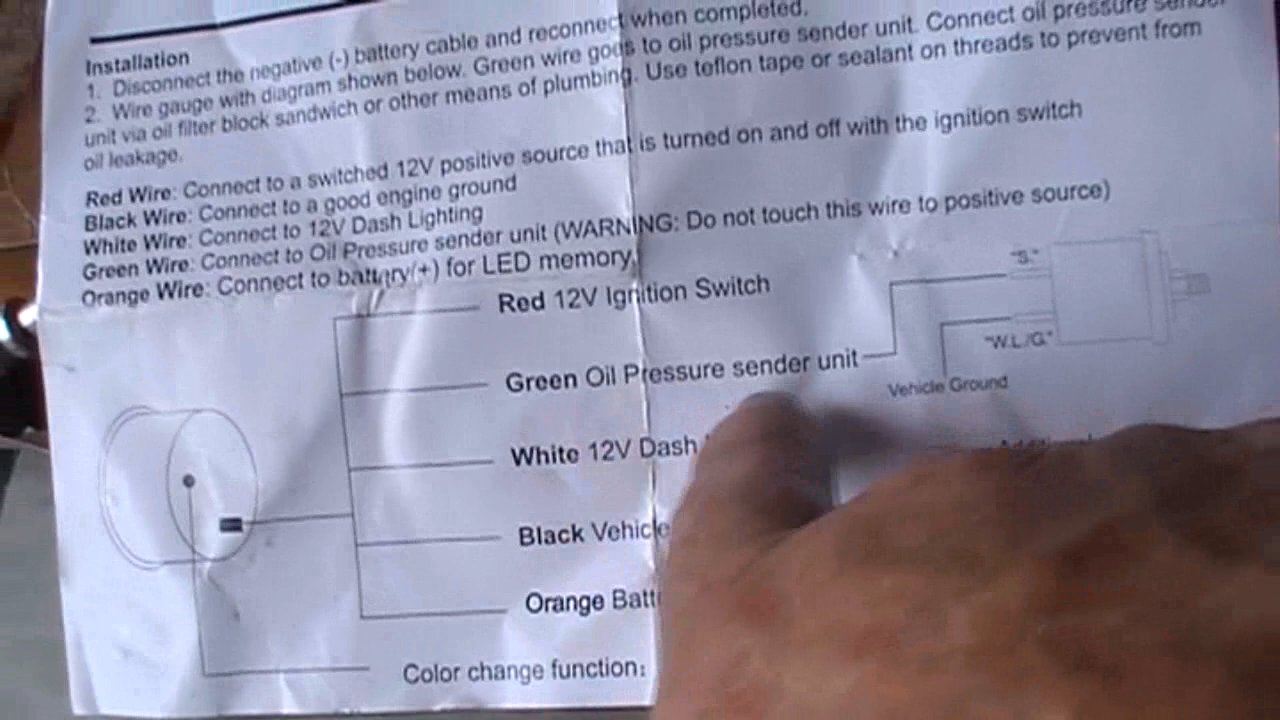 Installation
1. Disconnect the negative (-) battery cable and reconnect when completed.
2. Wire gauge with diagram shown below. Green wire goes to oil pressure sender unit. Connect oil pressure sender
unit via oil filter block sandwich or other means of plumbing. Use teflon tape or sealant on threads to prevent from
oil leakage.
Red Wire: Connect to a switched 12V positive source that is turned on and off with the ignition switch
Black Wire: Connect to a good engine ground
White Wire: Connect to 12V Dash Lighting
Green Wire: Connect to Oil Pressure sender unit (WARNING: Do not touch this wire to positive source)
Orange Wire: Connect to battery(+) for LED memory.
"S."
Red 12V Ignition Switch
"W.L/G."
Green Oil Pressure sender unit
Vehicle Ground
White 12V Dash
Black Vehicle
Orange
Color change function: